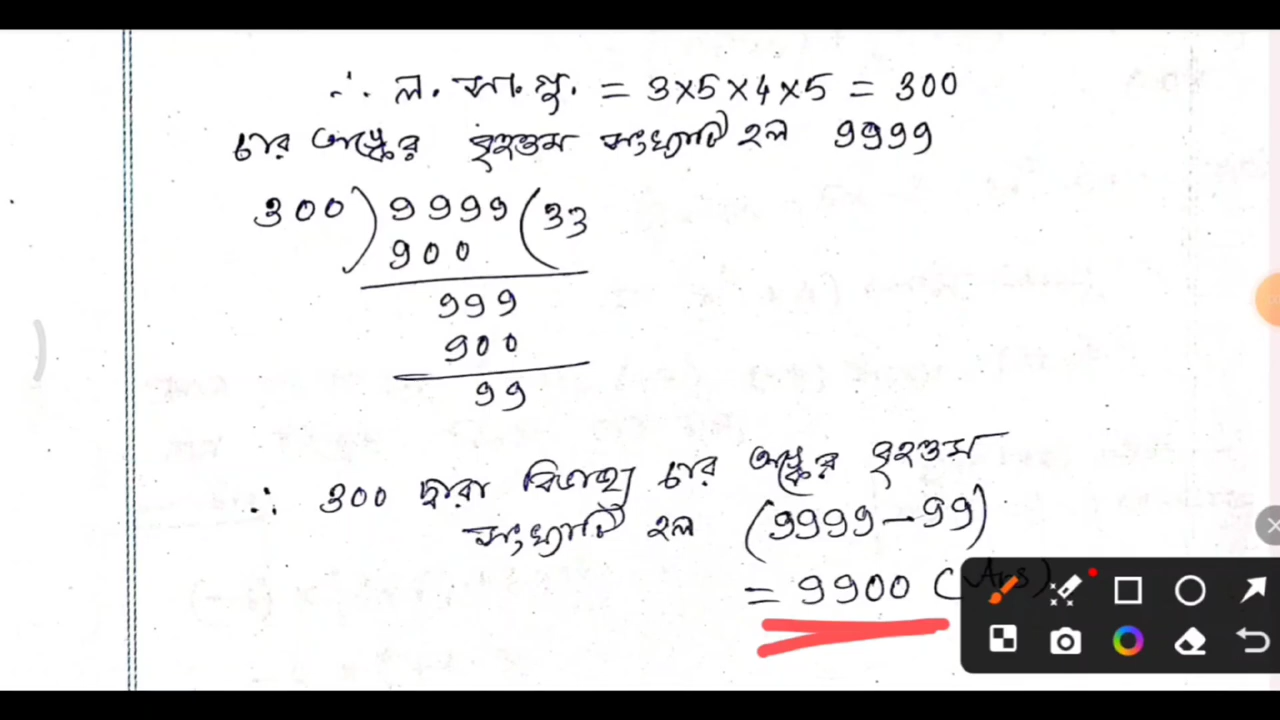 ∴ ল. সা. গু. = 3×5×4×5 = 300
চার অঙ্কের বৃহত্তম সংখ্যাটি হল 9999
300 ) 9999 ( 33
900
999
900
99
∴ 300 দ্বারা বিভাজ্য চার অঙ্কের বৃহত্তম
সংখ্যাটি হল (9999 - 99)
= 9900 (Ans)